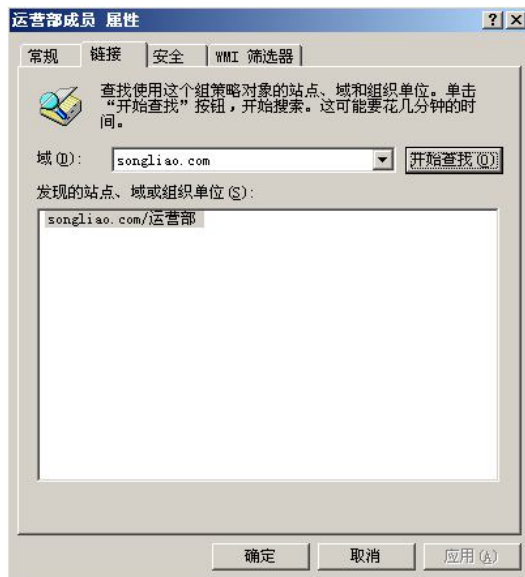 运营部成员 属性
常规 链接 安全 WMI 筛选器
查找使用这个组策略对象的站点、域和组织单位。单击
“开始查找”按钮，开始搜索。这可能要花几分钟的时
间。
域(D): songliao.com 开始查找(O)
发现的站点、域或组织单位(S):
songliao.com/运营部
确定 取消 应用(A)